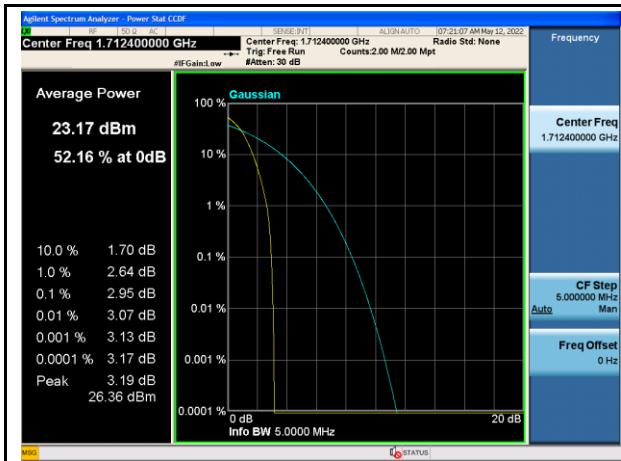 Agilent Spectrum Analyzer - Power Stat CCDF
RF 50 Ω AC SENSE:INT ALIGN AUTO 07:21:07 AM May 12, 2022
Center Freq 1.712400000 GHz
Center Freq: 1.712400000 GHz Radio Std: None
Trig: Free Run Counts:2.00 M/2.00 Mpt
#IFGain:Low #Atten: 30 dB
Frequency
Average Power
23.17 dBm
52.16 % at 0dB
10.0 % 1.70 dB
1.0 % 2.64 dB
0.1 % 2.95 dB
0.01 % 3.07 dB
0.001 % 3.13 dB
0.0001 % 3.17 dB
Peak 3.19 dB
26.36 dBm
Gaussian
100 %
10 %
1 %
0.1 %
0.01 %
0.001 %
0.0001 %
0 dB 20 dB
Info BW 5.0000 MHz
Center Freq
1.712400000 GHz
CF Step
5.000000 MHz
Auto Man
Freq Offset
0 Hz
MSG STATUS